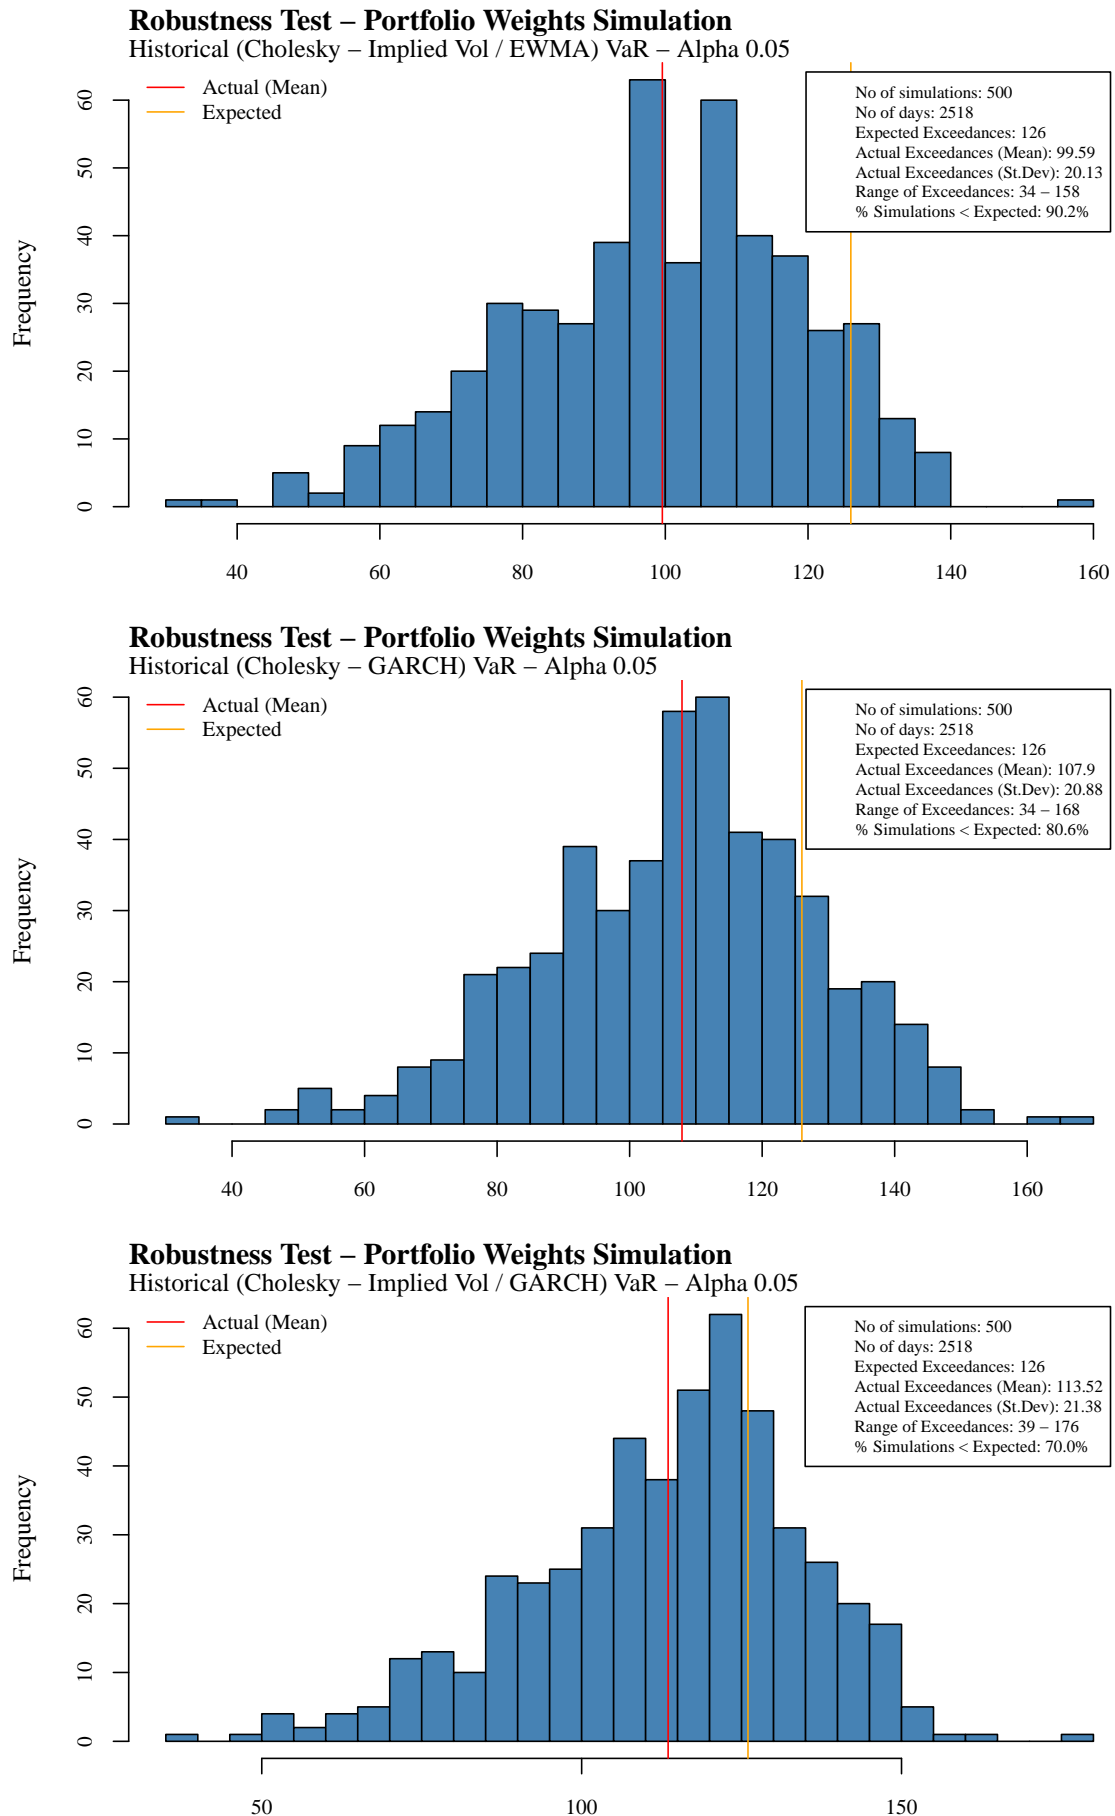 Robustness Test – Portfolio Weights Simulation
Historical (Cholesky – Implied Vol / EWMA) VaR – Alpha 0.05
Actual (Mean)
Expected
No of simulations: 500
No of days: 2518
Expected Exceedances: 126
Actual Exceedances (Mean): 99.59
Actual Exceedances (St.Dev): 20.13
Range of Exceedances: 34 – 158
% Simulations < Expected: 90.2%
Frequency
60
50
40
30
20
10
0
40 60 80 100 120 140 160
Robustness Test – Portfolio Weights Simulation
Historical (Cholesky – GARCH) VaR – Alpha 0.05
Actual (Mean)
Expected
No of simulations: 500
No of days: 2518
Expected Exceedances: 126
Actual Exceedances (Mean): 107.9
Actual Exceedances (St.Dev): 20.88
Range of Exceedances: 34 – 168
% Simulations < Expected: 80.6%
Frequency
60
50
40
30
20
10
0
40 60 80 100 120 140 160
Robustness Test – Portfolio Weights Simulation
Historical (Cholesky – Implied Vol / GARCH) VaR – Alpha 0.05
Actual (Mean)
Expected
No of simulations: 500
No of days: 2518
Expected Exceedances: 126
Actual Exceedances (Mean): 113.52
Actual Exceedances (St.Dev): 21.38
Range of Exceedances: 39 – 176
% Simulations < Expected: 70.0%
Frequency
60
50
40
30
20
10
0
50 100 150